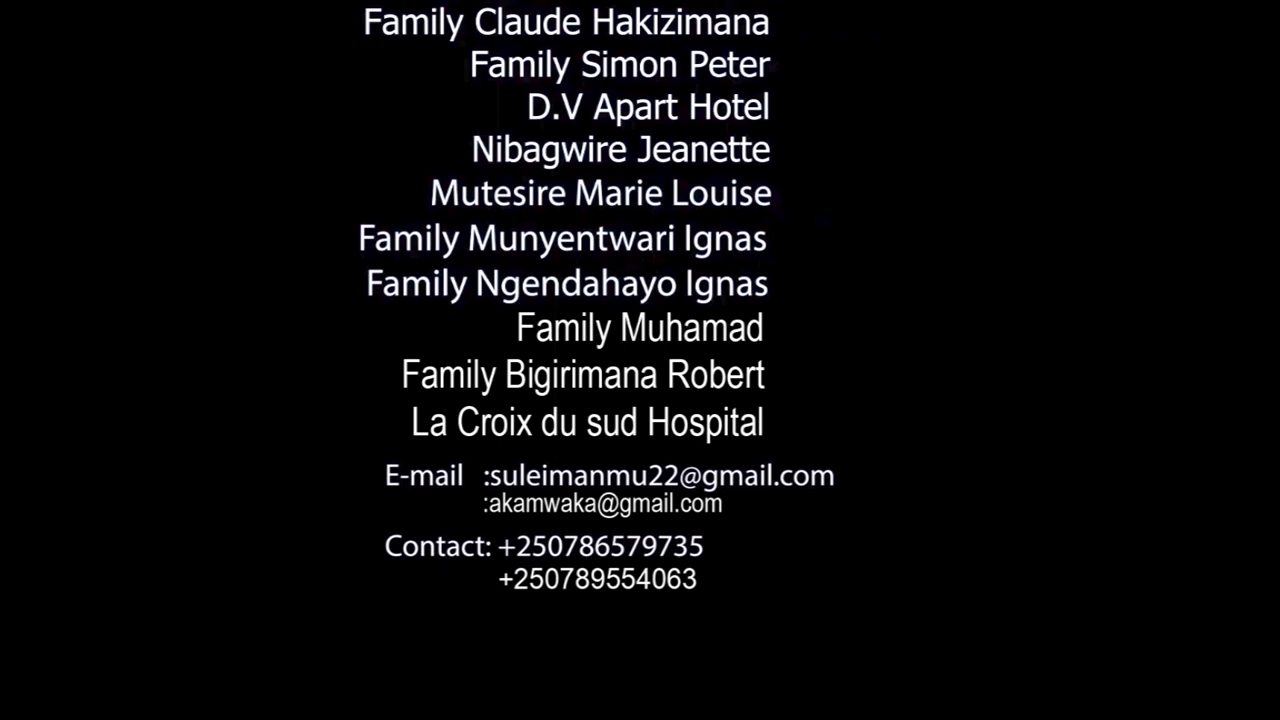 Family Claude Hakizimana
Family Simon Peter
D.V Apart Hotel
Nibagwire Jeanette
Mutesire Marie Louise
Family Munyentwari Ignas
Family Ngendahayo Ignas
Family Muhamad
Family Bigirimana Robert
La Croix du sud Hospital
E-mail :suleimanmu22@gmail.com
:akamwaka@gmail.com
Contact: +250786579735
+250789554063